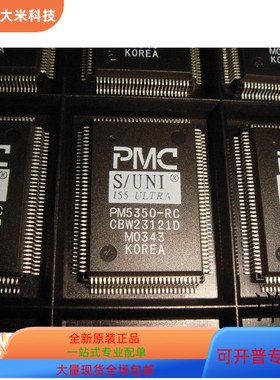 大米科技
KOREA
MO
KO
PMC
S/UNI®
155 ULTRA
PM5350-RC
CBW23121D
M0343
KOREA
全新原装正品
一站式专业配单
大量现货全场包邮
可开普专